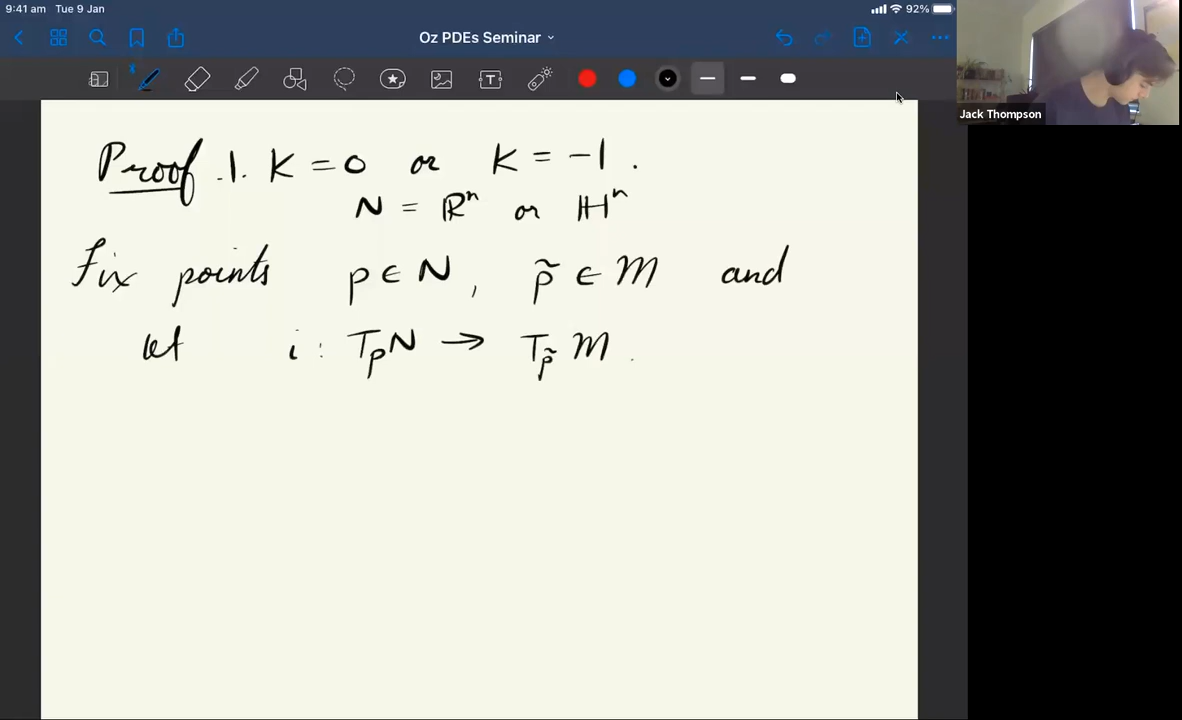 9:41 am Tue 9 Jan
92%
Oz PDEs Seminar
Jack Thompson
Proof .1. K = 0 or K = -1 .
N = ℝⁿ or ℍⁿ
Fix points p ∈ N , p̃ ∈ M and
let i : TₚN → T_p̃ M .